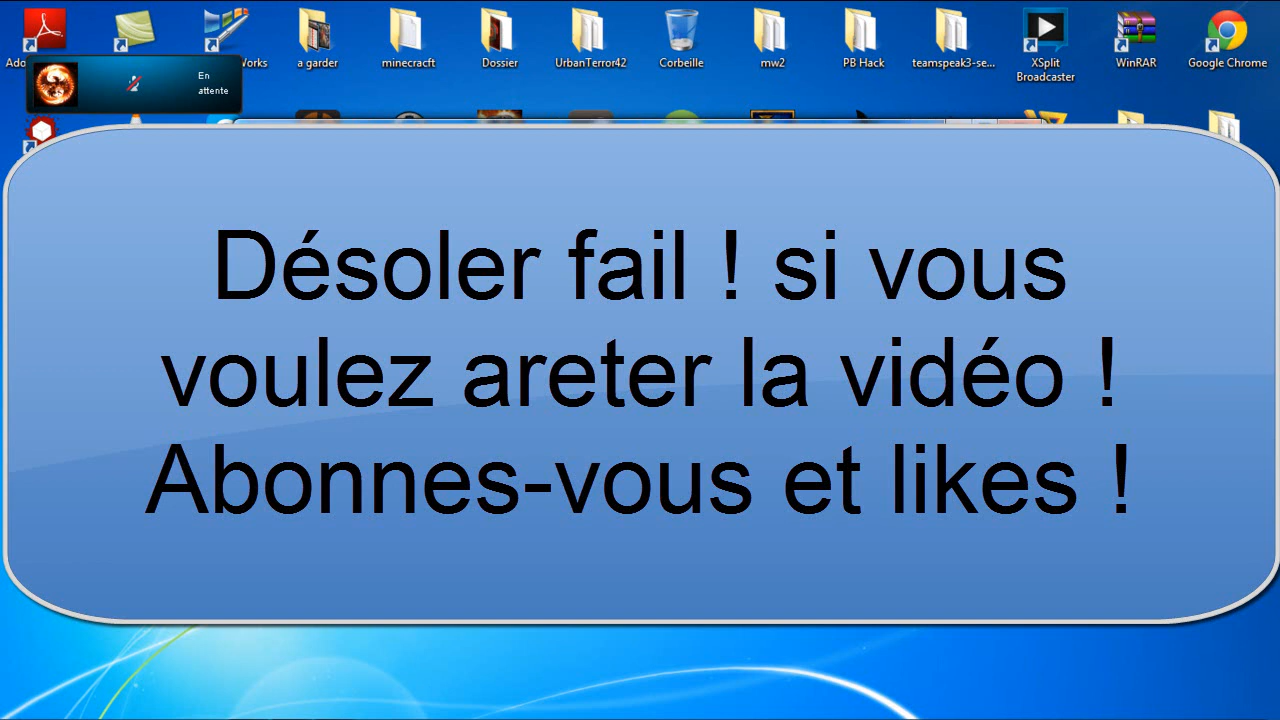 a garder
minecracft
Dossier
UrbanTerror42
Corbeille
mw2
PB Hack
teamspeak3-se...
XSplit
Broadcaster
WinRAR
Google Chrome
En
attente
Désoler fail ! si vous
voulez areter la vidéo !
Abonnes-vous et likes !